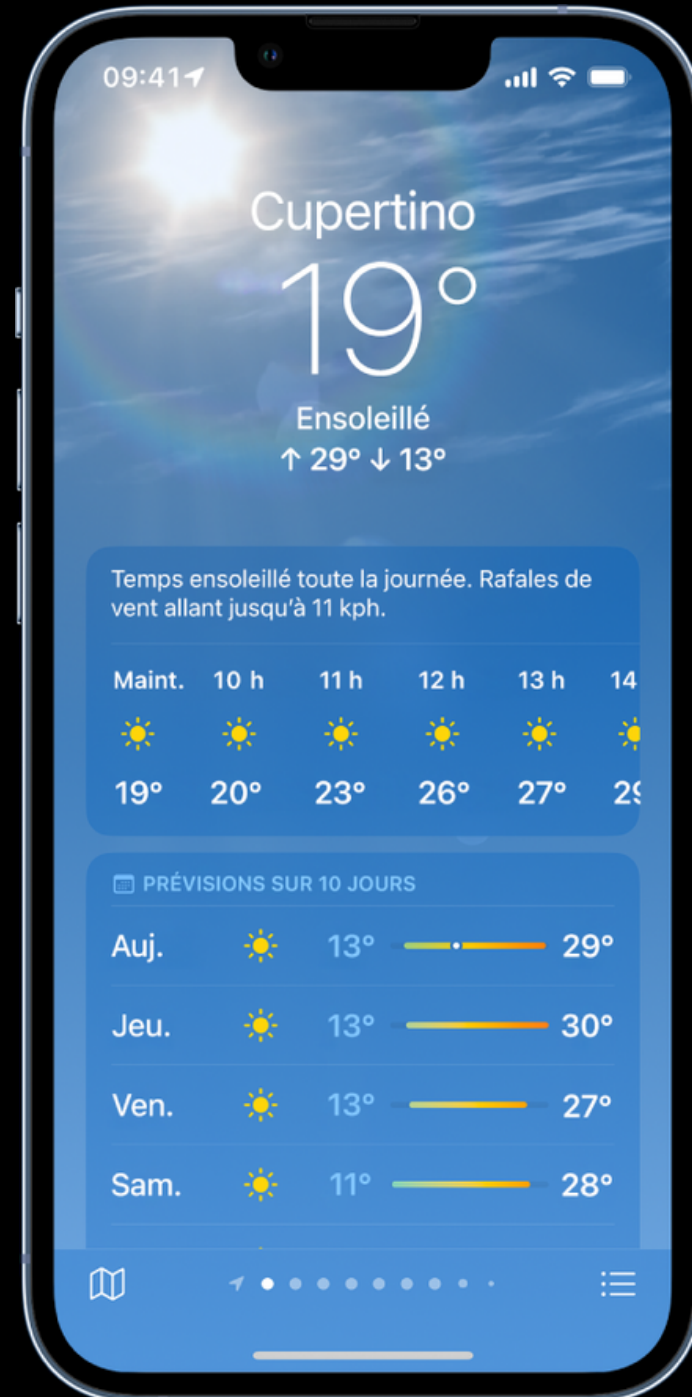 09:41
Cupertino
19°
Ensoleillé
↑ 29° ↓ 13°
Temps ensoleillé toute la journée. Rafales de
vent allant jusqu'à 11 kph.
Maint. 10 h 11 h 12 h 13 h 14
19° 20° 23° 26° 27° 29
PRÉVISIONS SUR 10 JOURS
Auj. 13° 29°
Jeu. 13° 30°
Ven. 13° 27°
Sam. 11° 28°